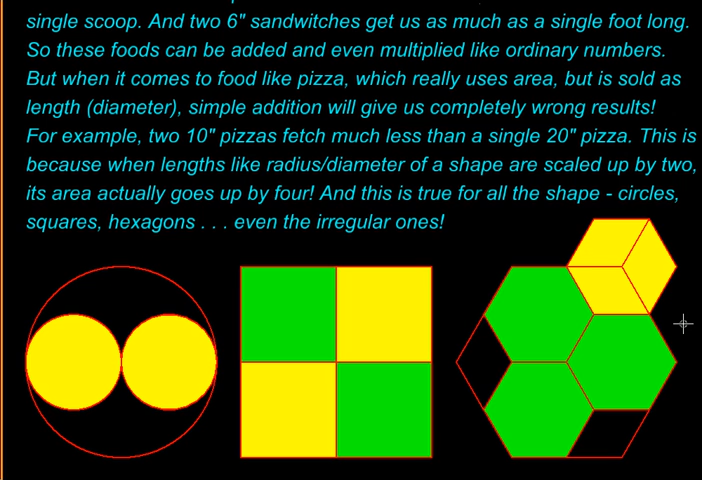 single scoop. And two 6" sandwitches get us as much as a single foot long.
So these foods can be added and even multiplied like ordinary numbers.
But when it comes to food like pizza, which really uses area, but is sold as
length (diameter), simple addition will give us completely wrong results!
For example, two 10" pizzas fetch much less than a single 20" pizza. This is
because when lengths like radius/diameter of a shape are scaled up by two,
its area actually goes up by four! And this is true for all the shape - circles,
squares, hexagons . . . even the irregular ones!